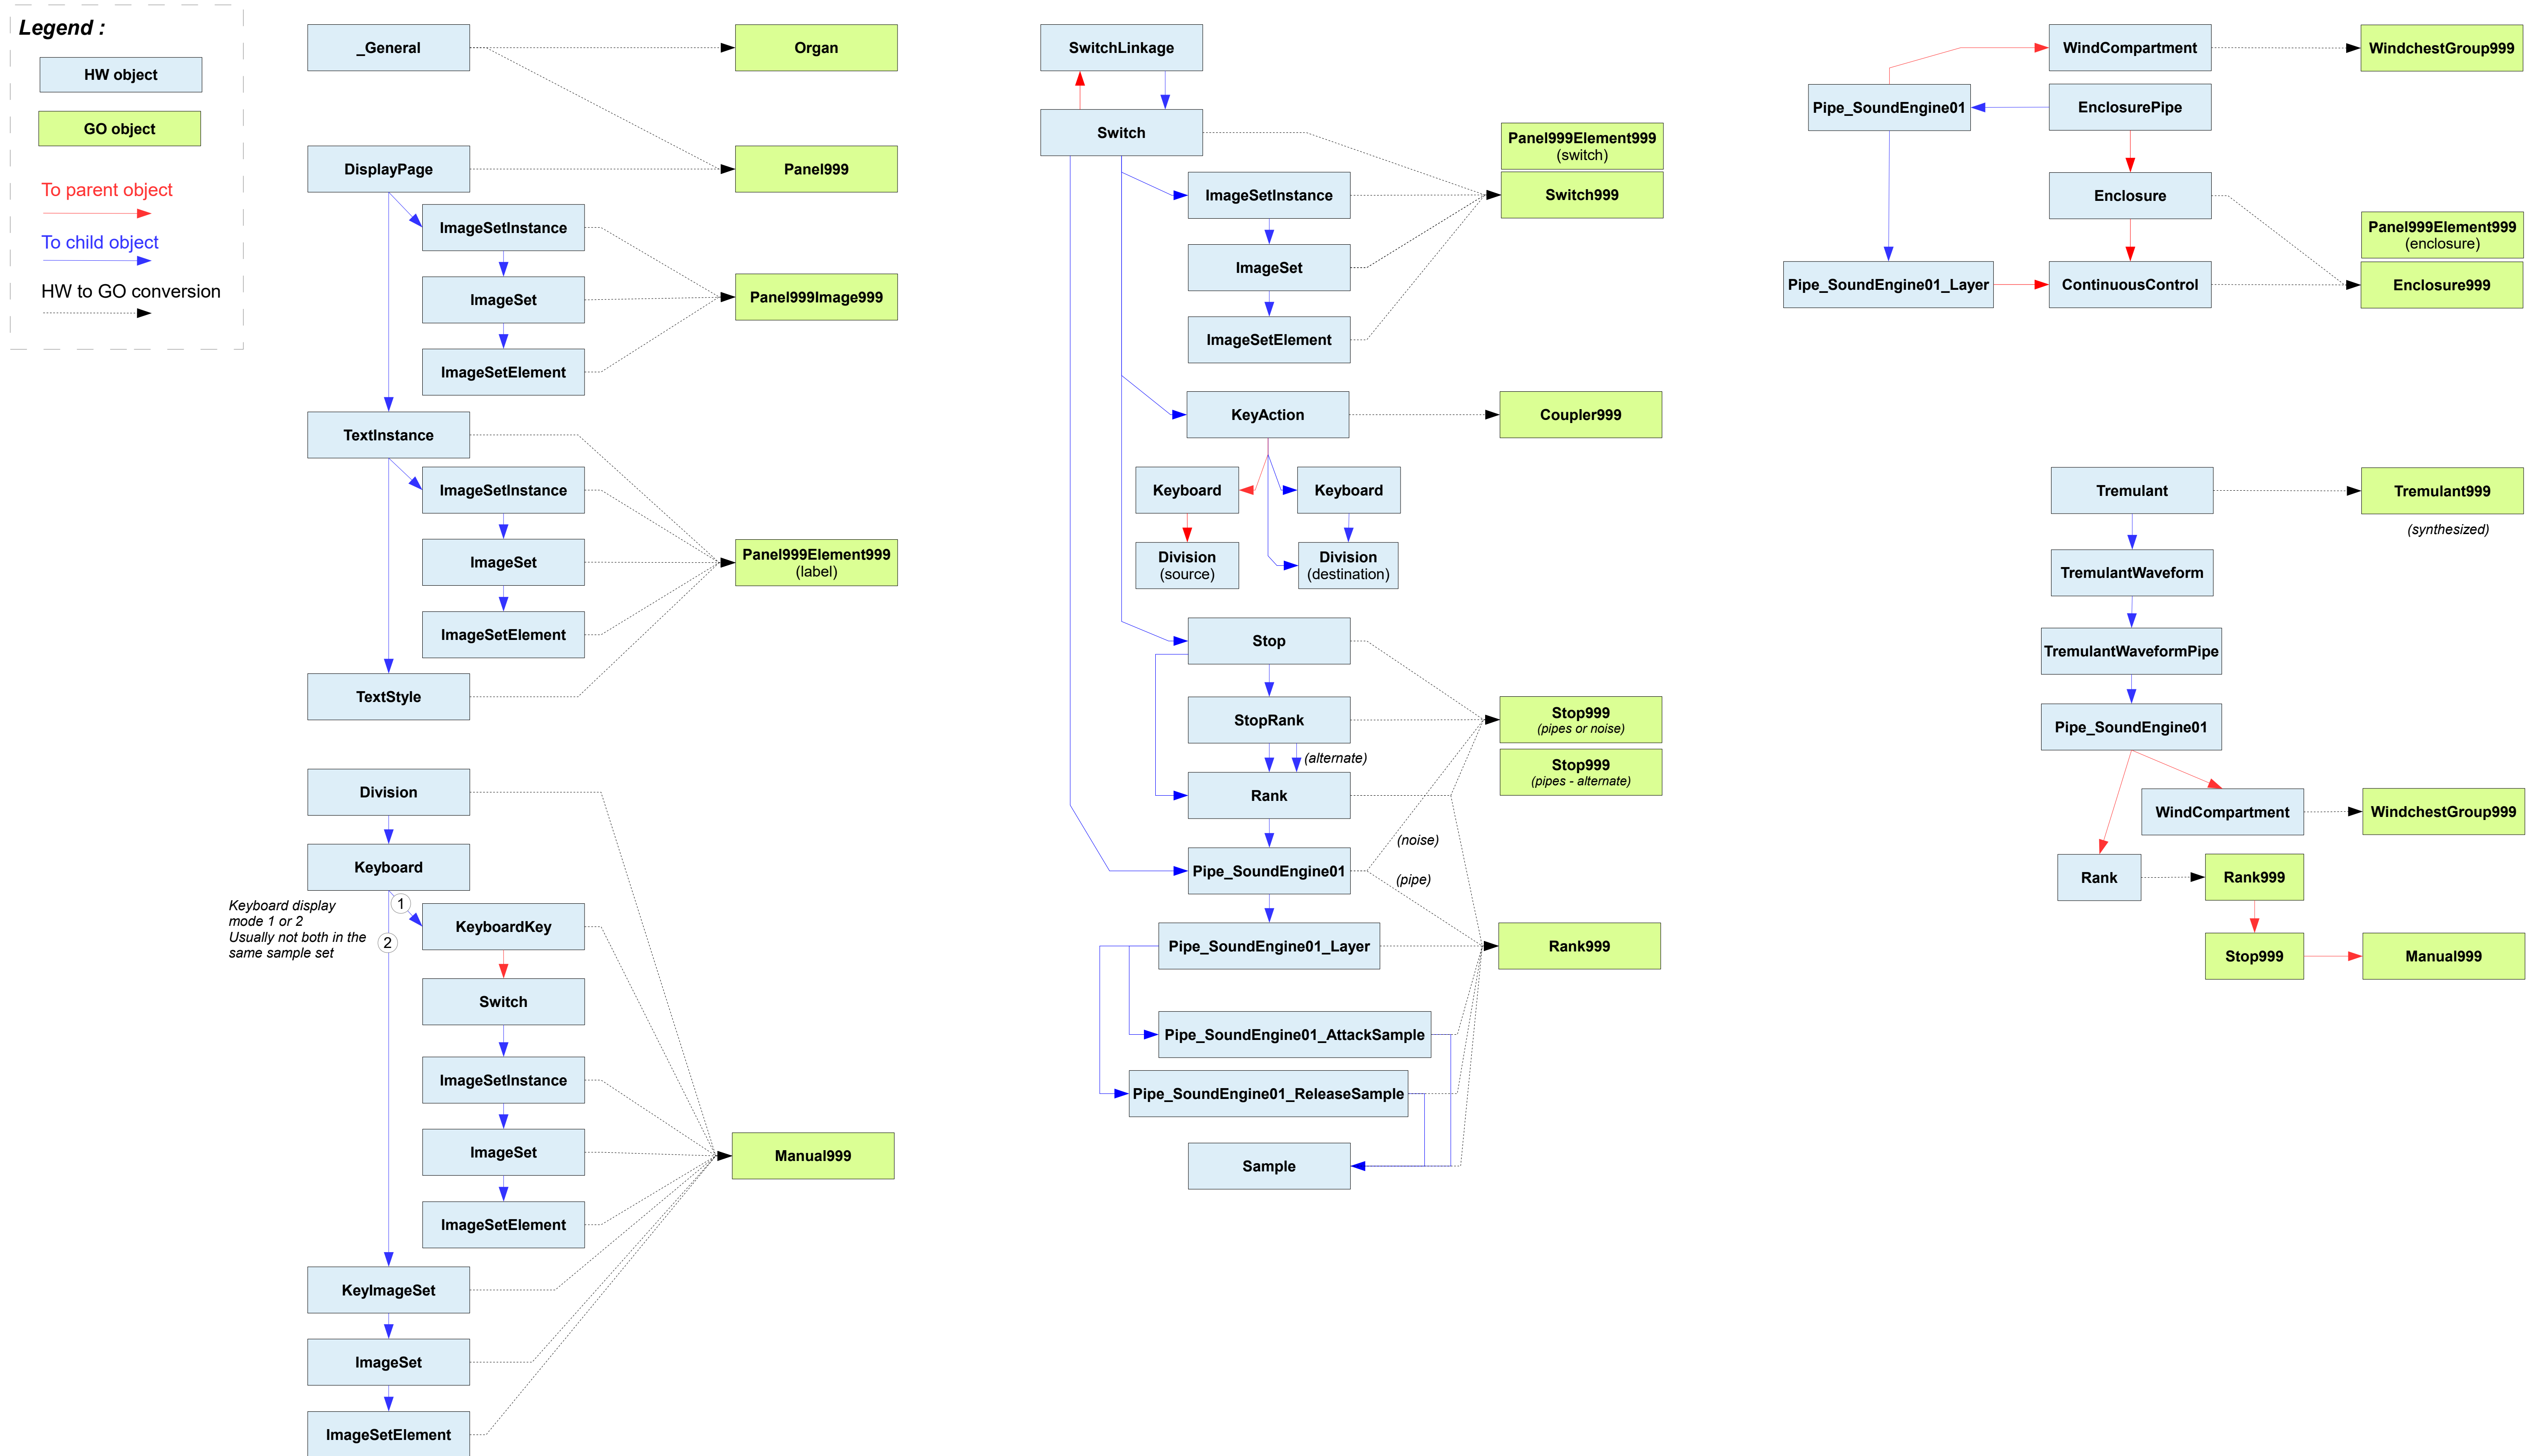 Legend :
HW object
GO object
To parent object
To child object
HW to GO conversion
_General
Organ
DisplayPage
Panel999
ImageSetInstance
ImageSet
Panel999Image999
ImageSetElement
TextInstance
ImageSetInstance
ImageSet
Panel999Element999
(label)
ImageSetElement
TextStyle
Division
Keyboard
Keyboard display
mode 1 or 2
Usually not both in the
same sample set
1
2
KeyboardKey
Switch
ImageSetInstance
ImageSet
Manual999
ImageSetElement
KeyImageSet
ImageSet
ImageSetElement
SwitchLinkage
Switch
Panel999Element999
(switch)
ImageSetInstance
Switch999
ImageSet
ImageSetElement
KeyAction
Coupler999
Keyboard
Keyboard
Division
(source)
Division
(destination)
Stop
StopRank
Stop999
(pipes or noise)
(alternate)
Stop999
(pipes - alternate)
Rank
(noise)
Pipe_SoundEngine01
(pipe)
Pipe_SoundEngine01_Layer
Rank999
Pipe_SoundEngine01_AttackSample
Pipe_SoundEngine01_ReleaseSample
Sample
WindCompartment
WindchestGroup999
Pipe_SoundEngine01
EnclosurePipe
Enclosure
Panel999Element999
(enclosure)
Pipe_SoundEngine01_Layer
ContinuousControl
Enclosure999
Tremulant
Tremulant999
(synthesized)
TremulantWaveform
TremulantWaveformPipe
Pipe_SoundEngine01
WindCompartment
WindchestGroup999
Rank
Rank999
Stop999
Manual999